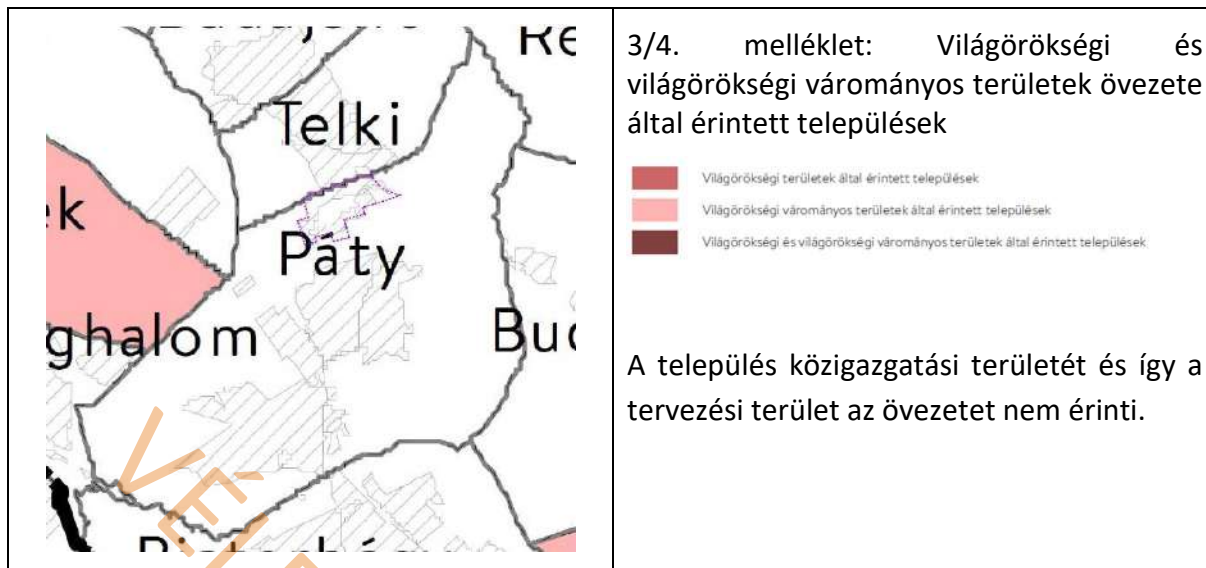 Telki
Páty
3/4. melléklet: Világörökségi és
világörökségi várományos területek övezete
által érintett települések
Világörökségi területek által érintett települések
Világörökségi várományos területek által érintett települések
Világörökségi és világörökségi várományos területek által érintett települések
A település közigazgatási területét és így a
tervezési terület az övezetet nem érinti.
ek
ghalom
Re